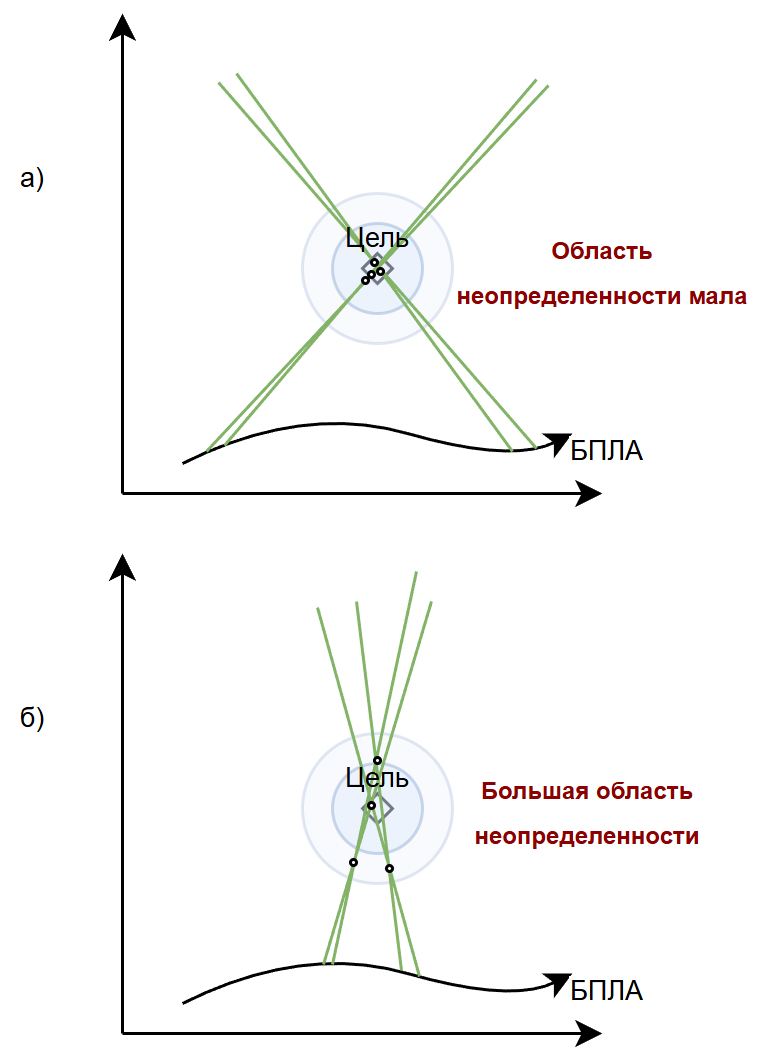 а)
Цель
Область
неопределенности мала
БПЛА
б)
Цель
Большая область
неопределенности
БПЛА